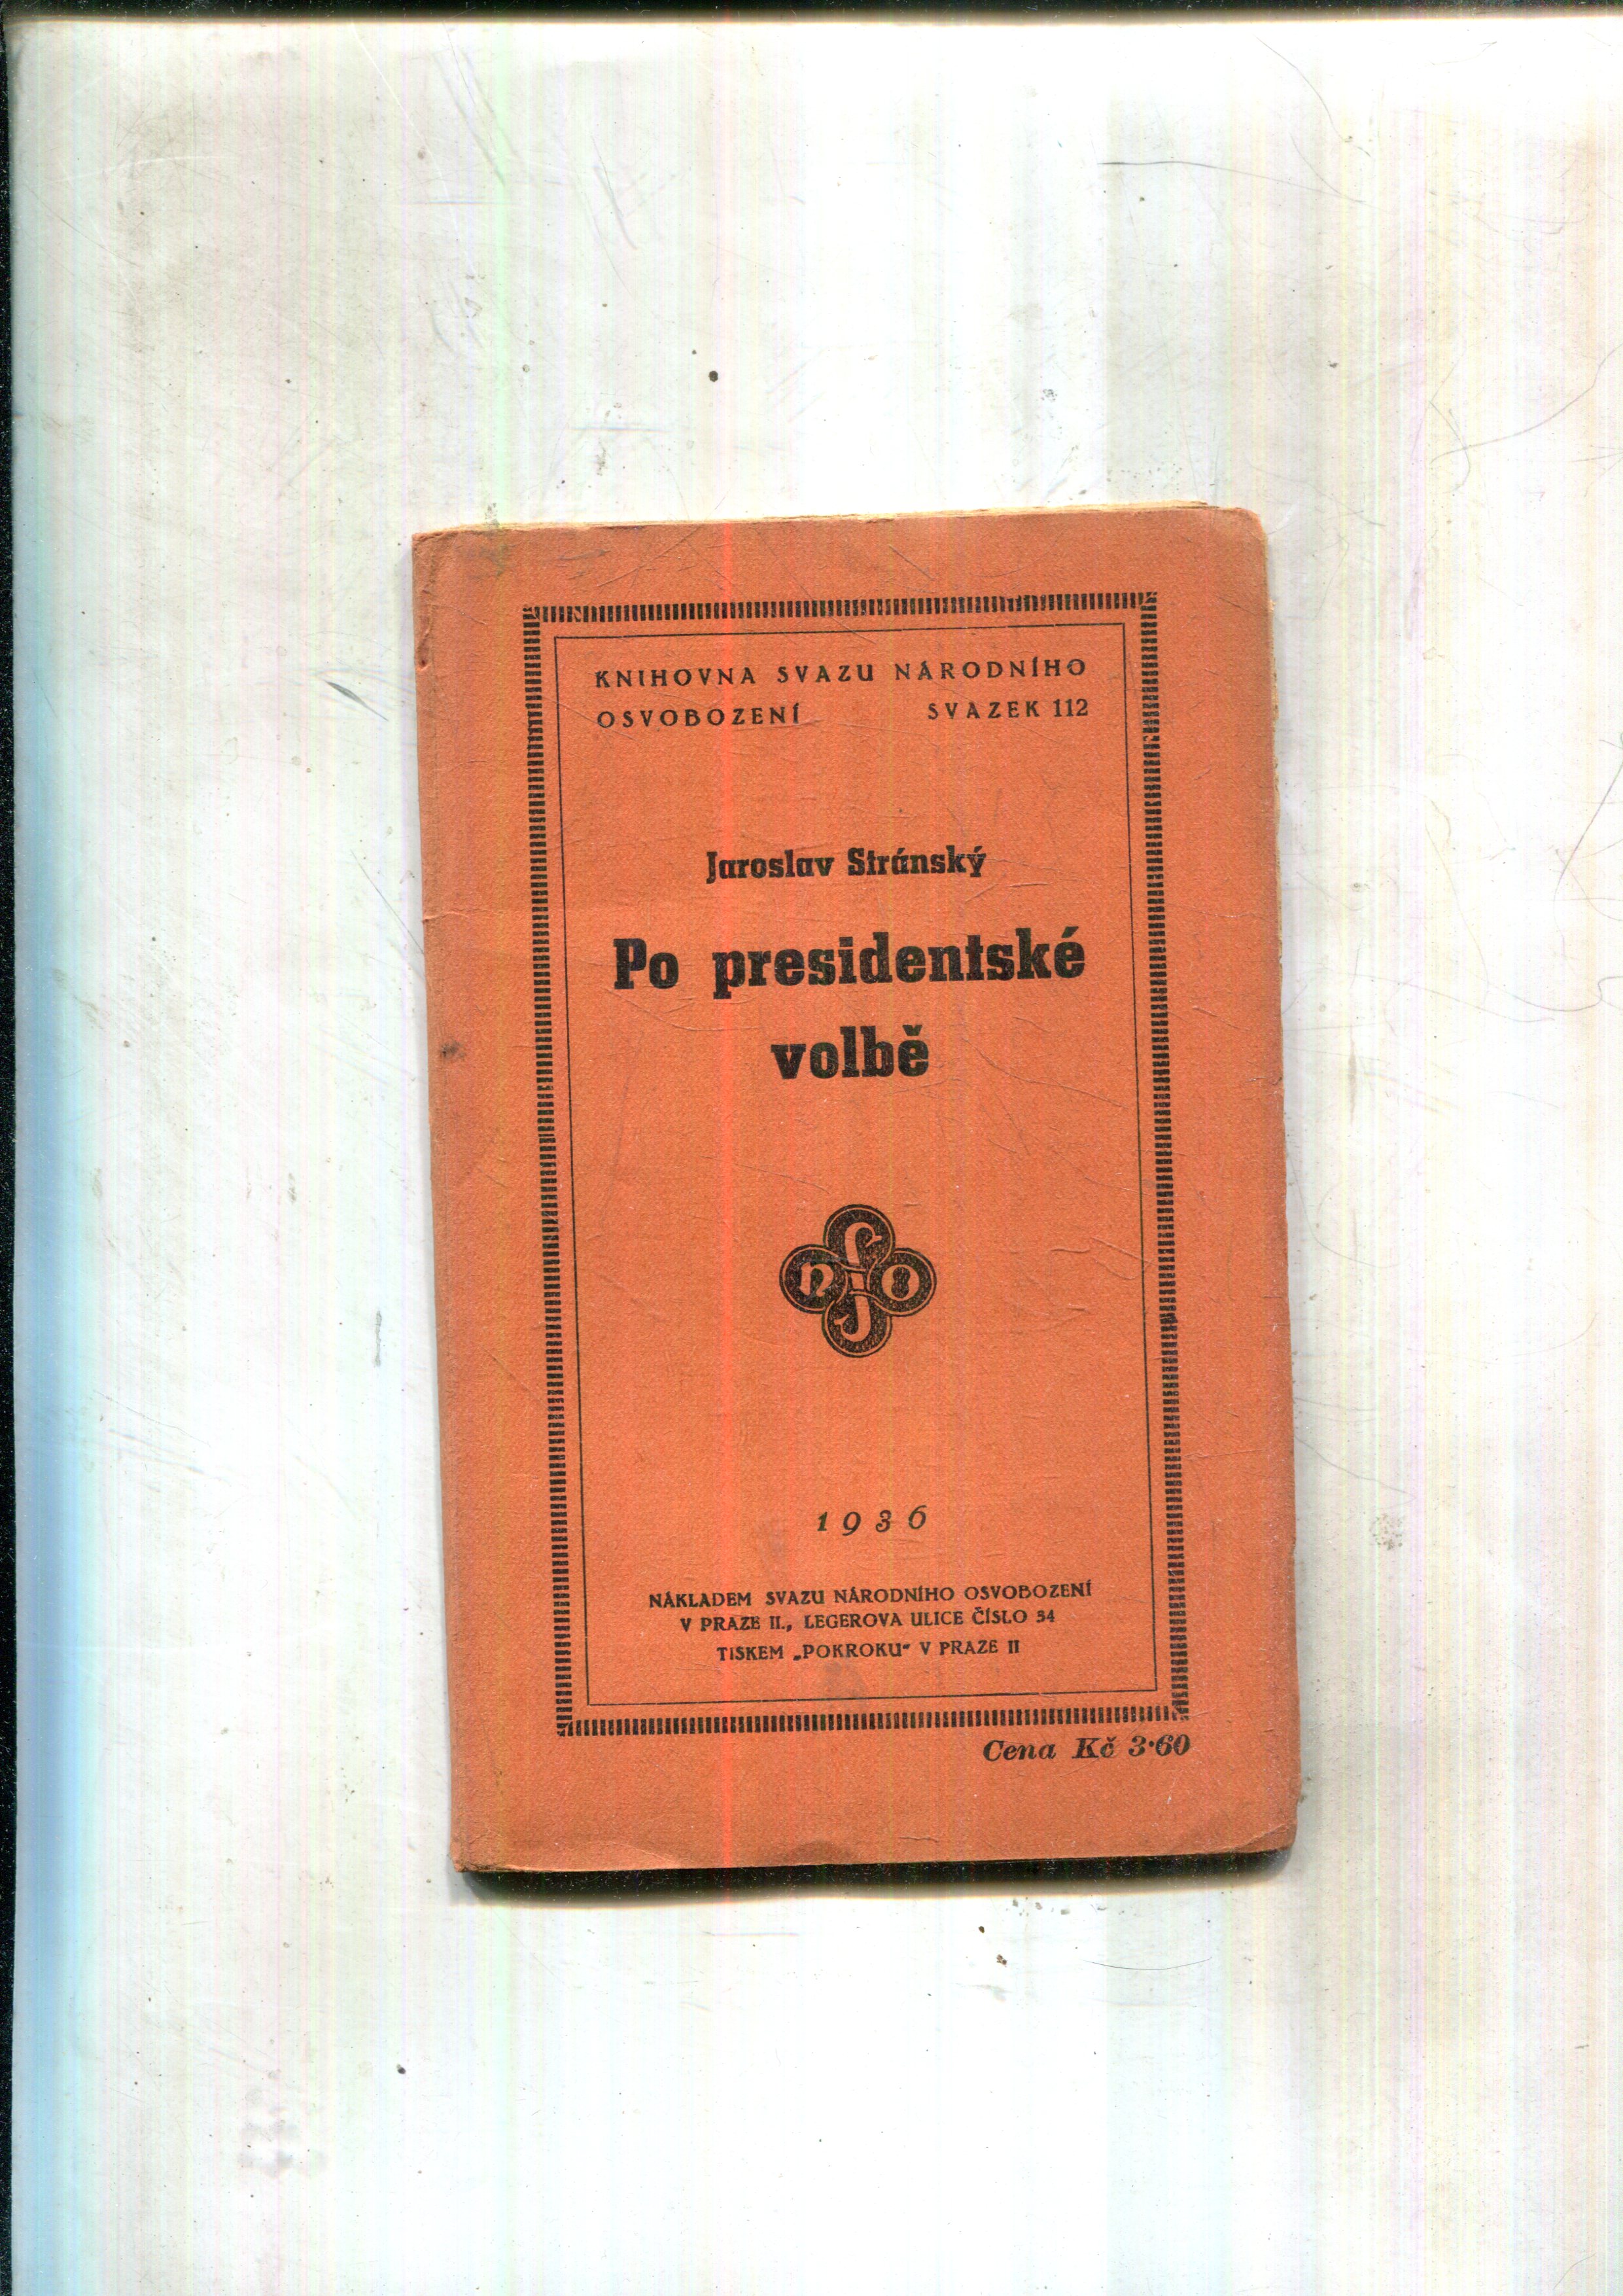 KNIHOVNA SVAZU NÁRODNÍHO
OSVOBOZENÍ SVAZEK 112
Jaroslav Stránský
Po presidentské
volbě
n s o
1936
NÁKLADEM SVAZU NÁRODNÍHO OSVOBOZENÍ
V PRAZE II., LEGEROVA ULICE ČÍSLO 34
TISKEM „POKROKU“ V PRAZE II
Cena Kč 3·60